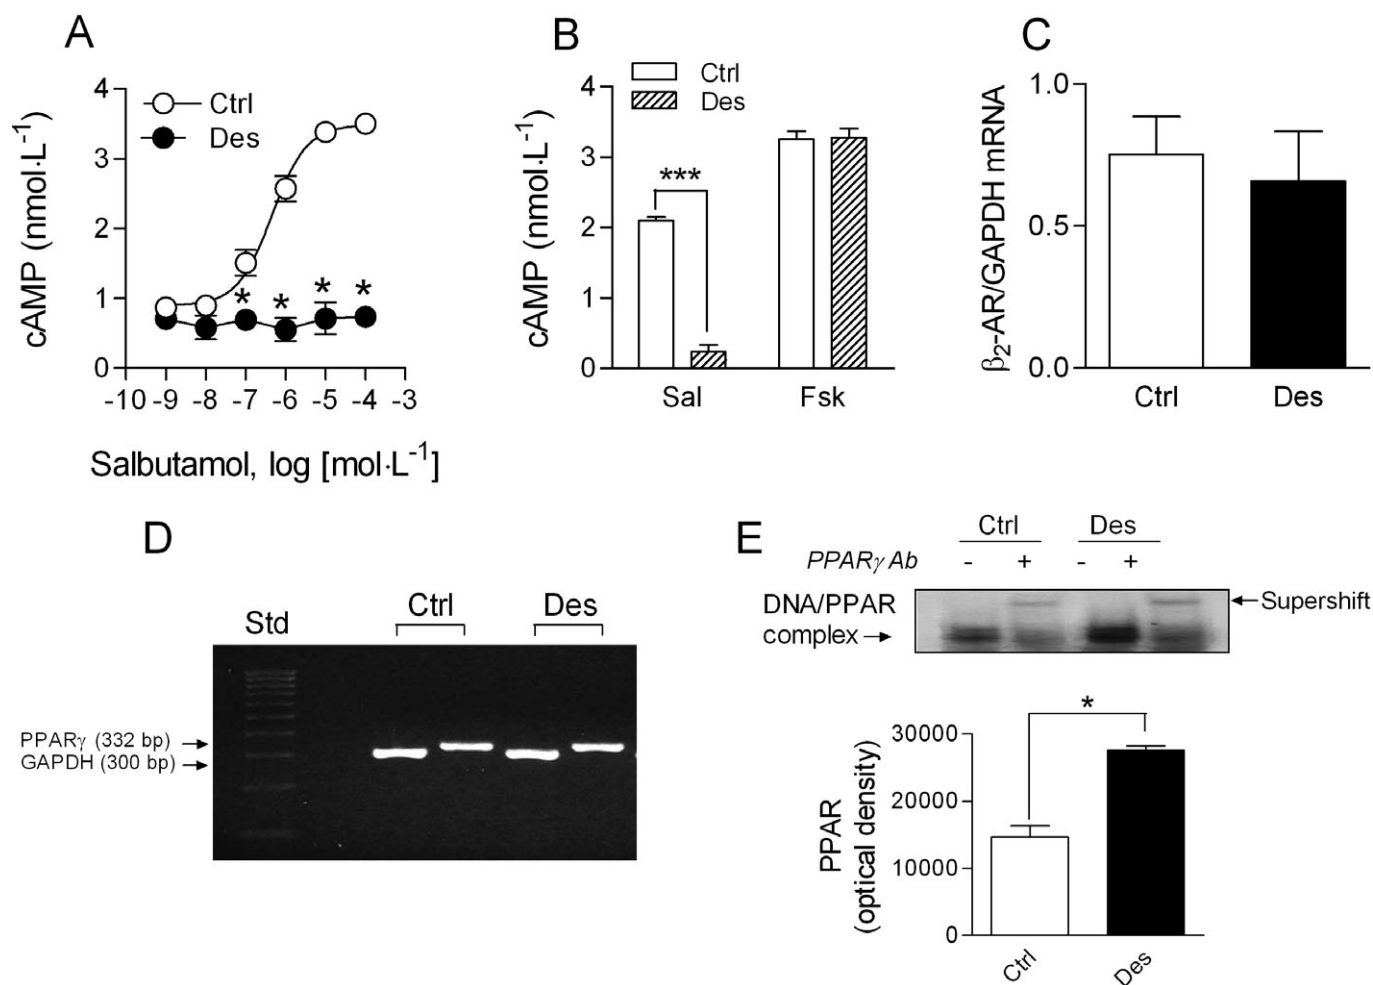 A
cAMP (nmol·L⁻¹)
4
3
2
1
0
Ctrl
Des
* * * *
-10 -9 -8 -7 -6 -5 -4 -3
Salbutamol, log [mol·L⁻¹]
B
cAMP (nmol·L⁻¹)
4
3
2
1
0
Ctrl
Des
***
Sal Fsk
C
β₂-AR/GAPDH mRNA
1.0
0.5
0.0
Ctrl Des
D
Std Ctrl Des
PPARγ (332 bp)
GAPDH (300 bp)
E
Ctrl Des
PPARγ Ab - + - +
DNA/PPAR
complex
Supershift
PPAR
(optical density)
30000
20000
10000
0
*
Ctrl Des